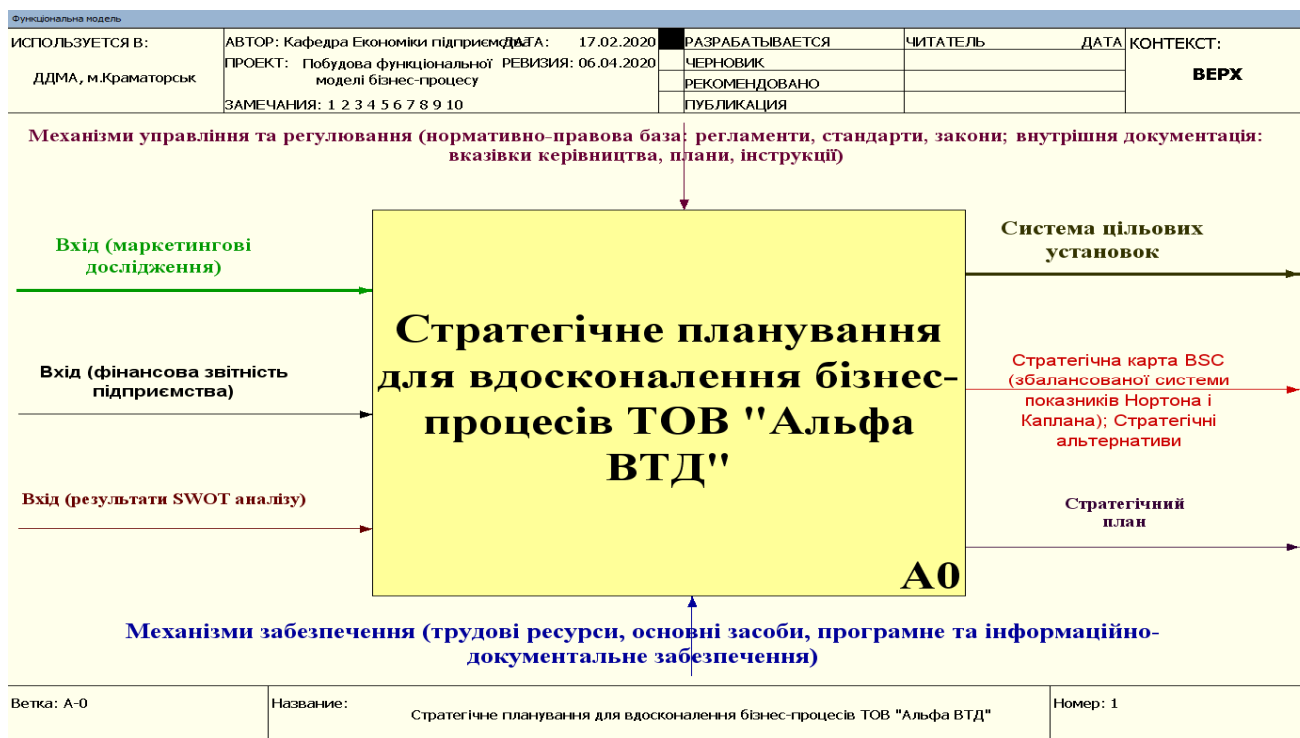 Функціональна модель
ИСПОЛЬЗУЕТСЯ В:
ДДМА, м.Краматорськ
АВТОР: Кафедра Економіки підприємства
ДАТА: 17.02.2020
ПРОЕКТ: Побудова функціональної
моделі бізнес-процесу
РЕВИЗИЯ: 06.04.2020
ЗАМЕЧАНИЯ: 1 2 3 4 5 6 7 8 9 10
РАЗРАБАТЫВАЕТСЯ
ЧЕРНОВИК
РЕКОМЕНДОВАНО
ПУБЛИКАЦИЯ
ЧИТАТЕЛЬ ДАТА
КОНТЕКСТ:
ВЕРХ
Механізми управління та регулювання (нормативно-правова база: регламенти, стандарти, закони; внутрішня документація:
вказівки керівництва, плани, інструкції)
Вхід (маркетингові
дослідження)
Вхід (фінансова звітність
підприємства)
Вхід (результати SWOT аналізу)
Стратегічне планування
для вдосконалення бізнес-
процесів ТОВ "Альфа
ВТД"
А0
Система цільових
установок
Стратегічна карта BSC
(збалансованої системи
показників Нортона і
Каплана); Стратегічні
альтернативи
Стратегічний
план
Механізми забезпечення (трудові ресурси, основні засоби, програмне та інформаційно-
документальне забезпечення)
Ветка: А-0
Название:
Стратегічне планування для вдосконалення бізнес-процесів ТОВ "Альфа ВТД"
Номер: 1